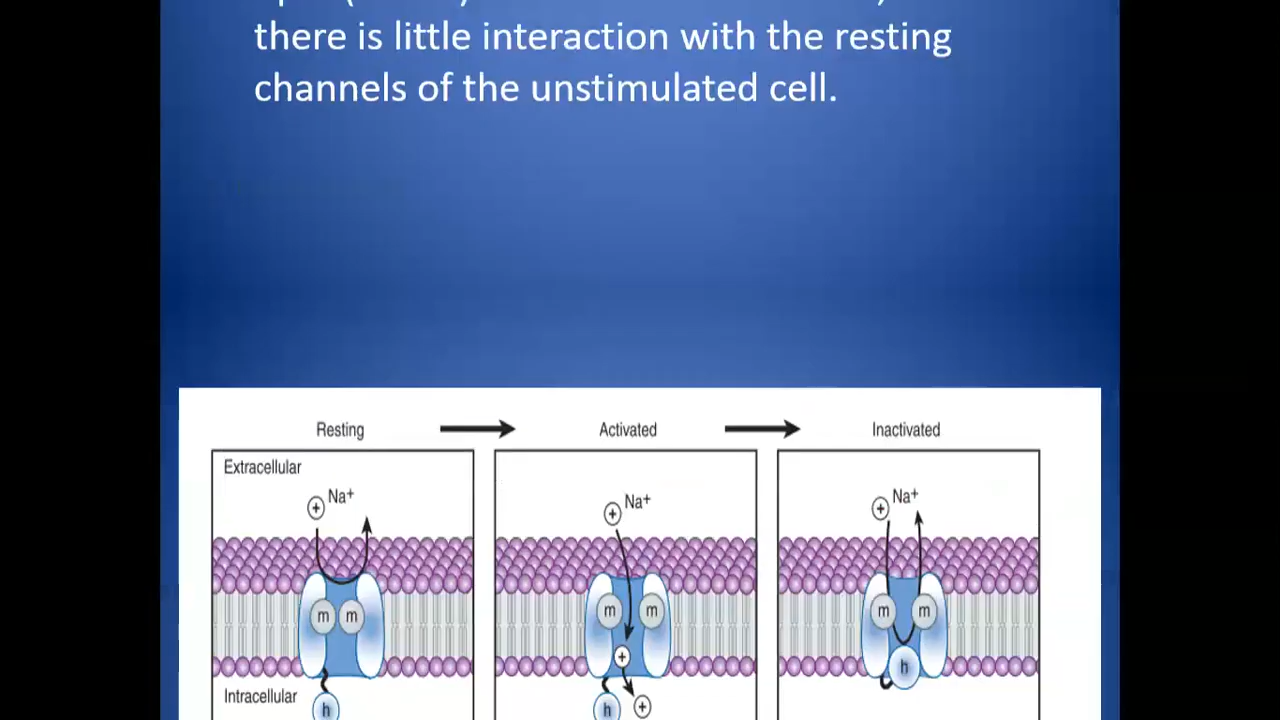 there is little interaction with the resting
channels of the unstimulated cell.
Resting
Activated
Inactivated
Extracellular
Na+
Na+
Na+
+
+
+
m
m
m
m
m
m
+
h
Intracellular
h
h
+